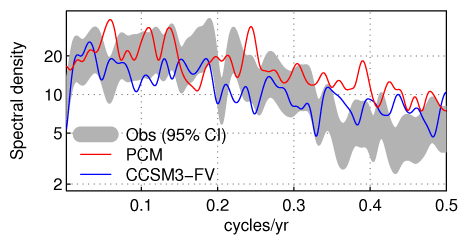 Spectral density
20
10
5
2
Obs (95% CI)
PCM
CCSM3-FV
0.1 0.2 0.3 0.4 0.5
cycles/yr